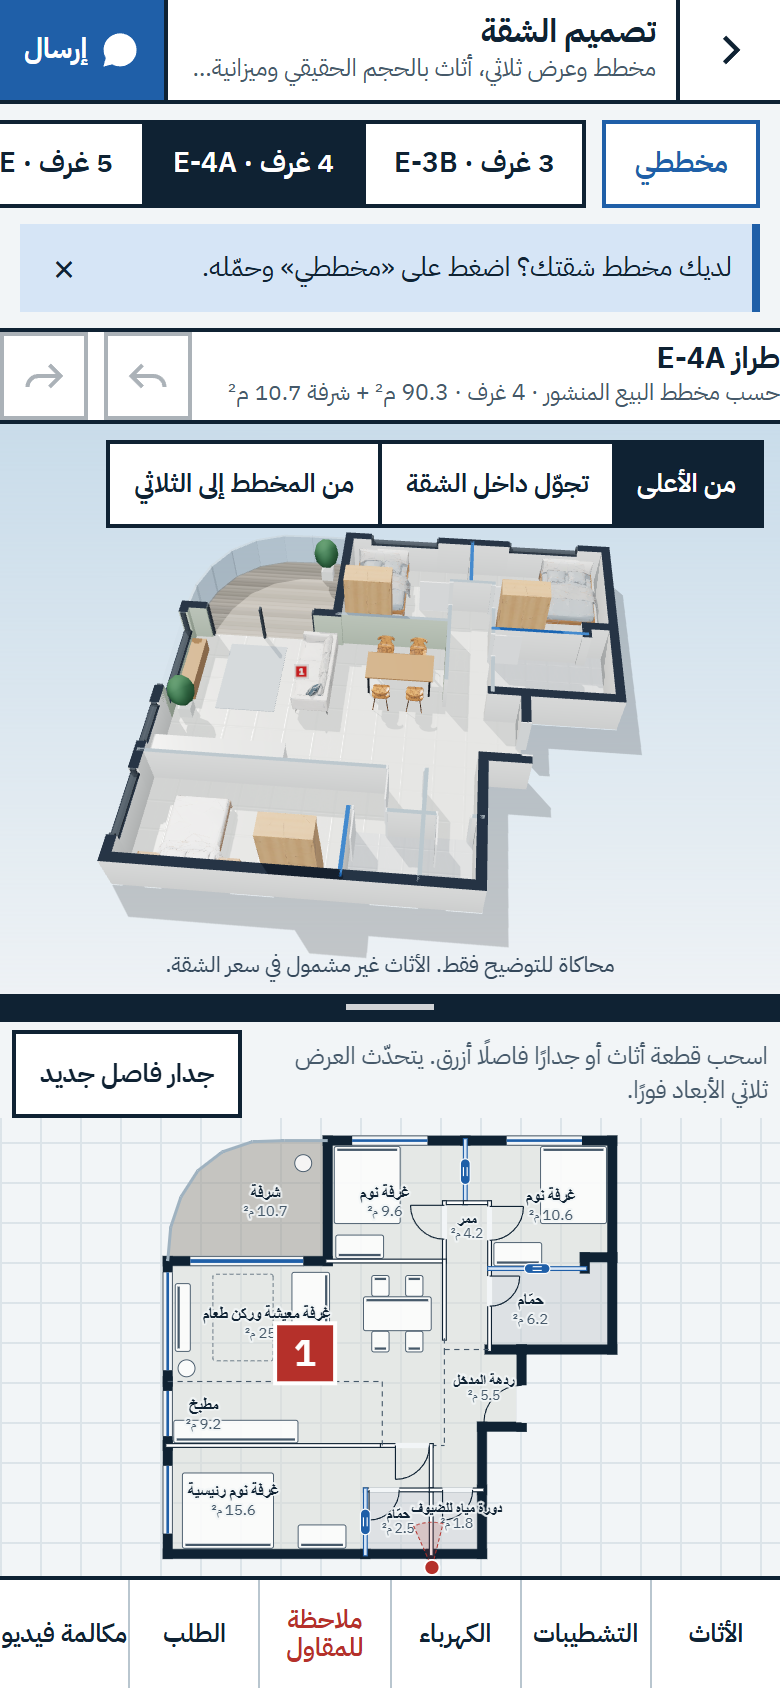 تصميم الشقة
مخطط وعرض ثلاثي، أثاث بالحجم الحقيقي وميزانية...
إرسال
مخططي
3 غرف · E-3B
4 غرف · E-4A
5 غرف · E
لديك مخطط شقتك؟ اضغط على «مخططي» وحمّله.
×
طراز E-4A
حسب مخطط البيع المنشور · 4 غرف · 90.3 م² + شرفة 10.7 م²
من الأعلى
تجوّل داخل الشقة
من المخطط إلى الثلاثي
1
محاكاة للتوضيح فقط. الأثاث غير مشمول في سعر الشقة.
اسحب قطعة أثاث أو جدارًا فاصلًا أزرق. يتحدّث العرض
ثلاثي الأبعاد فورًا.
جدار فاصل جديد
شرفة
10.7 م²
غرفة نوم
9.6 م²
غرفة نوم
10.6 م²
ممر
4.2 م²
حمّام
6.2 م²
غرفة معيشة وركن طعام
1
ردهة المدخل
5.5 م²
مطبخ
9.2 م²
غرفة نوم رئيسية
15.6 م²
حمّام
2.5 م²
دورة مياه للضيوف
1.8 م²
الأثاث
التشطيبات
الكهرباء
ملاحظة
للمقاول
الطلب
مكالمة فيديو